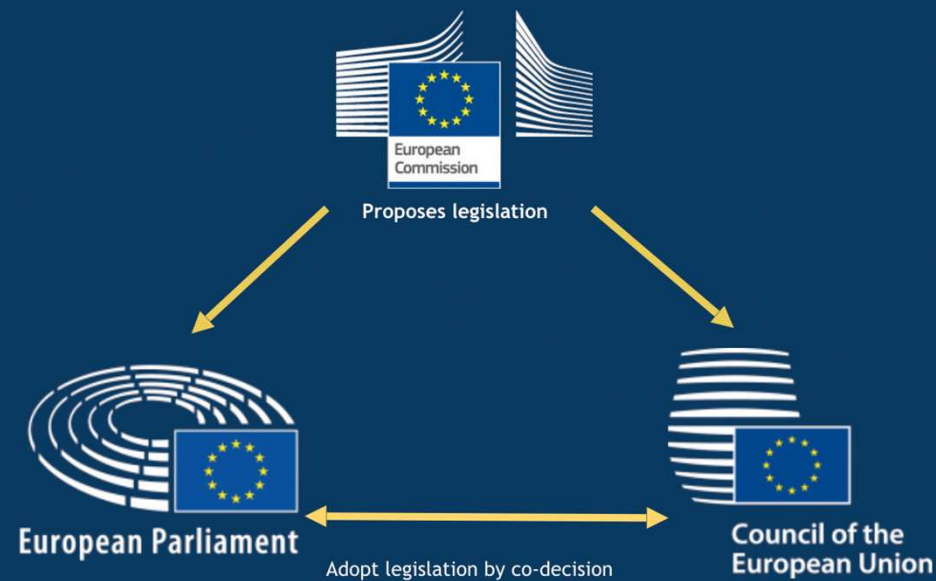 European
Commission
Proposes legislation
European Parliament
Council of the
European Union
Adopt legislation by co-decision